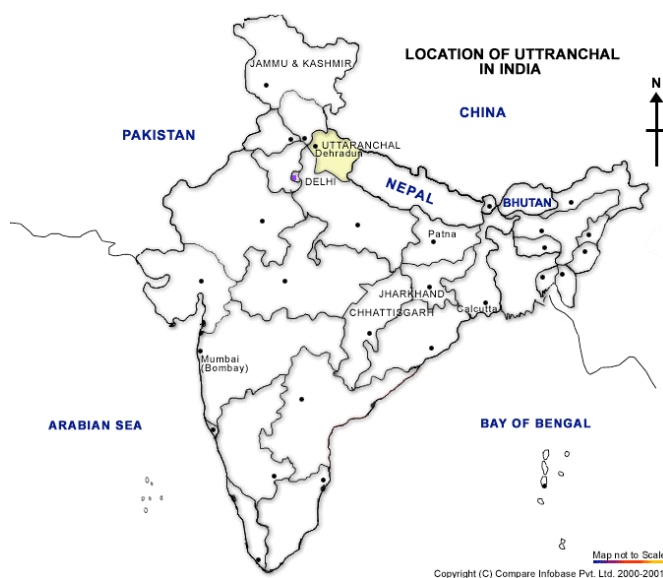 LOCATION OF UTTRANCHAL
IN INDIA
JAMMU & KASHMIR
N
CHINA
PAKISTAN
UTTARANCHAL
Dehradun
DELHI
NEPAL
BHUTAN
Patna
JHARKHAND
CHHATTISGARH
Calcutta
Mumbai
(Bombay)
ARABIAN SEA
BAY OF BENGAL
Map not to Scale
Copyright (C) Compare Infobase Pvt. Ltd. 2000-2001